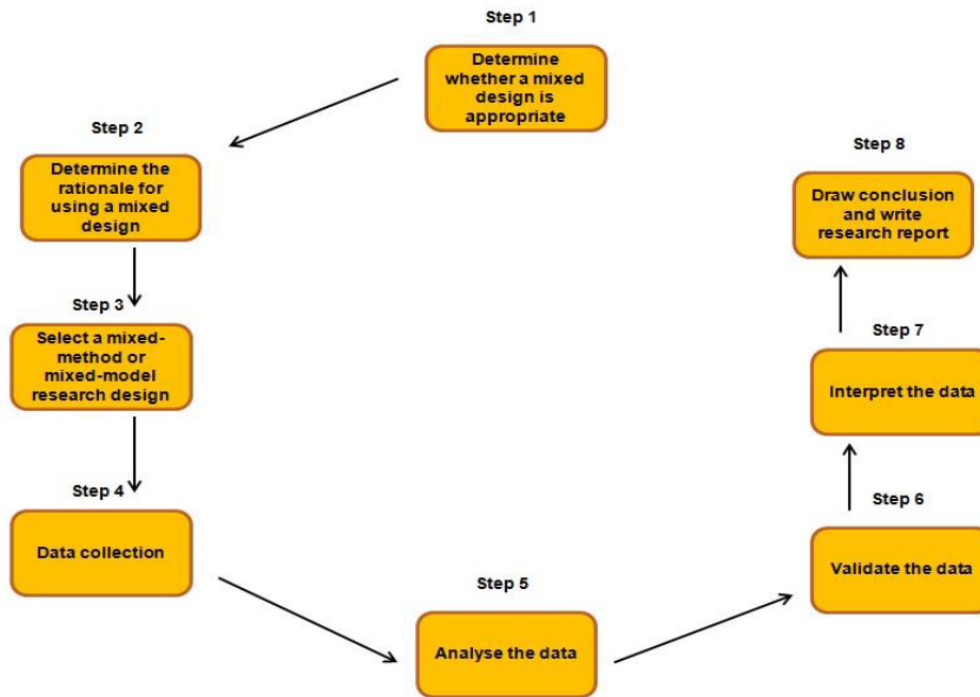 Step 1
Determine
whether a mixed
design is
appropriate
Step 2
Determine the
rationale for
using a mixed
design
Step 3
Select a mixed-
method or
mixed-model
research design
Step 4
Data collection
Step 5
Analyse the data
Step 6
Validate the data
Step 7
Interpret the data
Step 8
Draw conclusion
and write
research report